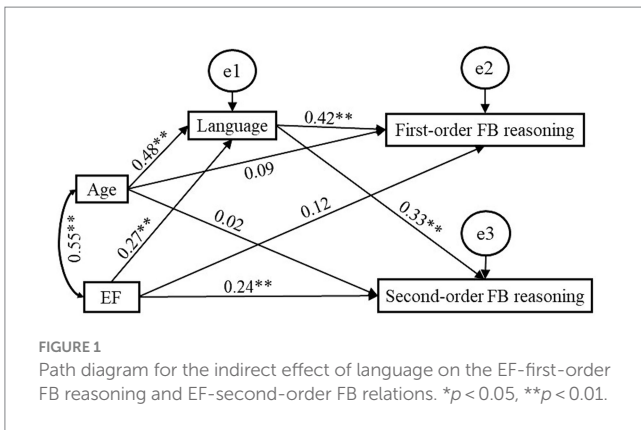 e1
e2
Language
0.42**
First-order FB reasoning
0.48**
0.09
Age
0.12
0.33**
0.27**
0.02
e3
0.55**
EF
0.24**
Second-order FB reasoning
FIGURE 1
Path diagram for the indirect effect of language on the EF-first-order
FB reasoning and EF-second-order FB relations. *p < 0.05, **p < 0.01.